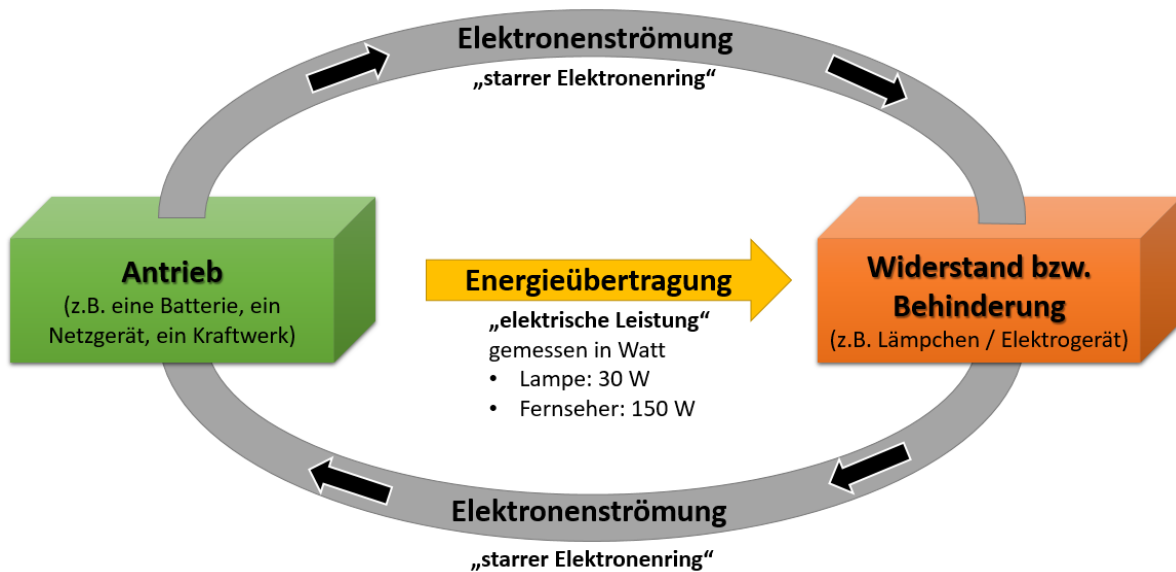 Elektronenströmung
„starrer Elektronenring“
Antrieb
(z.B. eine Batterie, ein
Netzgerät, ein Kraftwerk)
Energieübertragung
„elektrische Leistung“
gemessen in Watt
• Lampe: 30 W
• Fernseher: 150 W
Widerstand bzw.
Behinderung
(z.B. Lämpchen / Elektrogerät)
Elektronenströmung
„starrer Elektronenring“